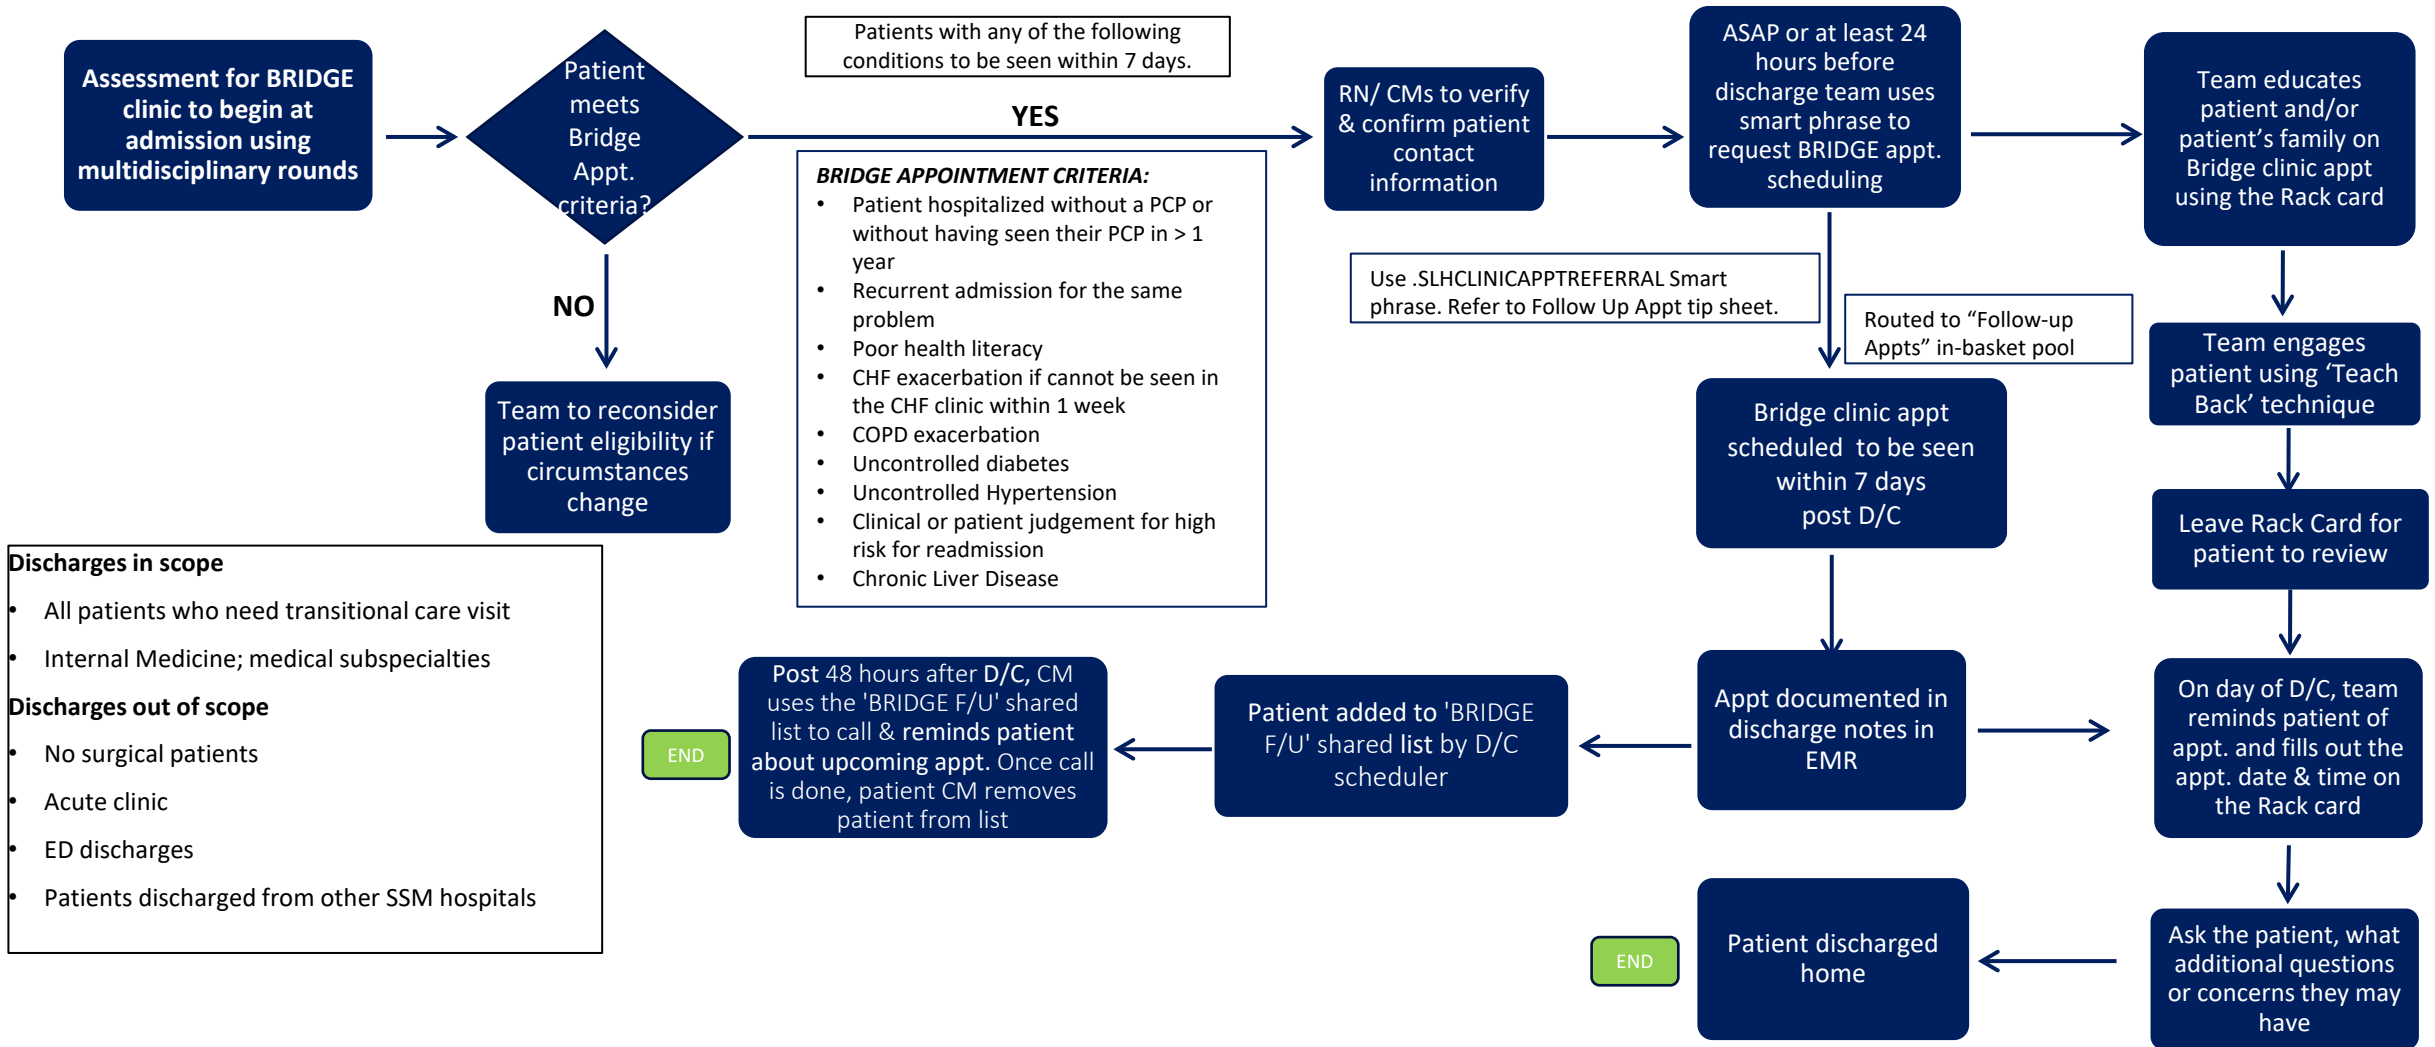 Assessment for BRIDGE
clinic to begin at
admission using
multidisciplinary rounds
Patient
meets
Bridge
Appt.
criteria?
Patients with any of the following
conditions to be seen within 7 days.
YES
BRIDGE APPOINTMENT CRITERIA:
• Patient hospitalized without a PCP or
without having seen their PCP in > 1
year
• Recurrent admission for the same
problem
• Poor health literacy
• CHF exacerbation if cannot be seen in
the CHF clinic within 1 week
• COPD exacerbation
• Uncontrolled diabetes
• Uncontrolled Hypertension
• Clinical or patient judgement for high
risk for readmission
• Chronic Liver Disease
NO
Team to reconsider
patient eligibility if
circumstances
change
RN/ CMs to verify
& confirm patient
contact
information
ASAP or at least 24
hours before
discharge team uses
smart phrase to
request BRIDGE appt.
scheduling
Use .SLHCLINICAPPTREFERRAL Smart
phrase. Refer to Follow Up Appt tip sheet.
Routed to “Follow-up
Appts” in-basket pool
Team educates
patient and/or
patient’s family on
Bridge clinic appt
using the Rack card
Team engages
patient using ‘Teach
Back’ technique
Leave Rack Card for
patient to review
On day of D/C, team
reminds patient of
appt. and fills out the
appt. date & time on
the Rack card
Ask the patient, what
additional questions
or concerns they may
have
Patient discharged
home
END
Bridge clinic appt
scheduled to be seen
within 7 days
post D/C
Appt documented in
discharge notes in
EMR
Patient added to 'BRIDGE
F/U' shared list by D/C
scheduler
Post 48 hours after D/C, CM
uses the 'BRIDGE F/U' shared
list to call & reminds patient
about upcoming appt. Once call
is done, patient CM removes
patient from list
END
Discharges in scope
• All patients who need transitional care visit
• Internal Medicine; medical subspecialties
Discharges out of scope
• No surgical patients
• Acute clinic
• ED discharges
• Patients discharged from other SSM hospitals